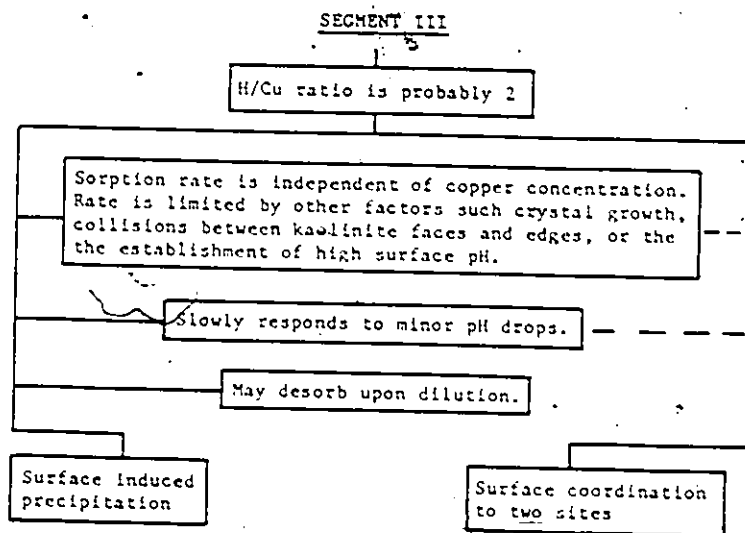 SEGMENT III
H/Cu ratio is probably 2
Sorption rate is independent of copper concentration.
Rate is limited by other factors such crystal growth,
collisions between kaolinite faces and edges, or the
the establishment of high surface pH.
Slowly responds to minor pH drops.
May desorb upon dilution.
Surface induced
precipitation
Surface coordination
to two sites